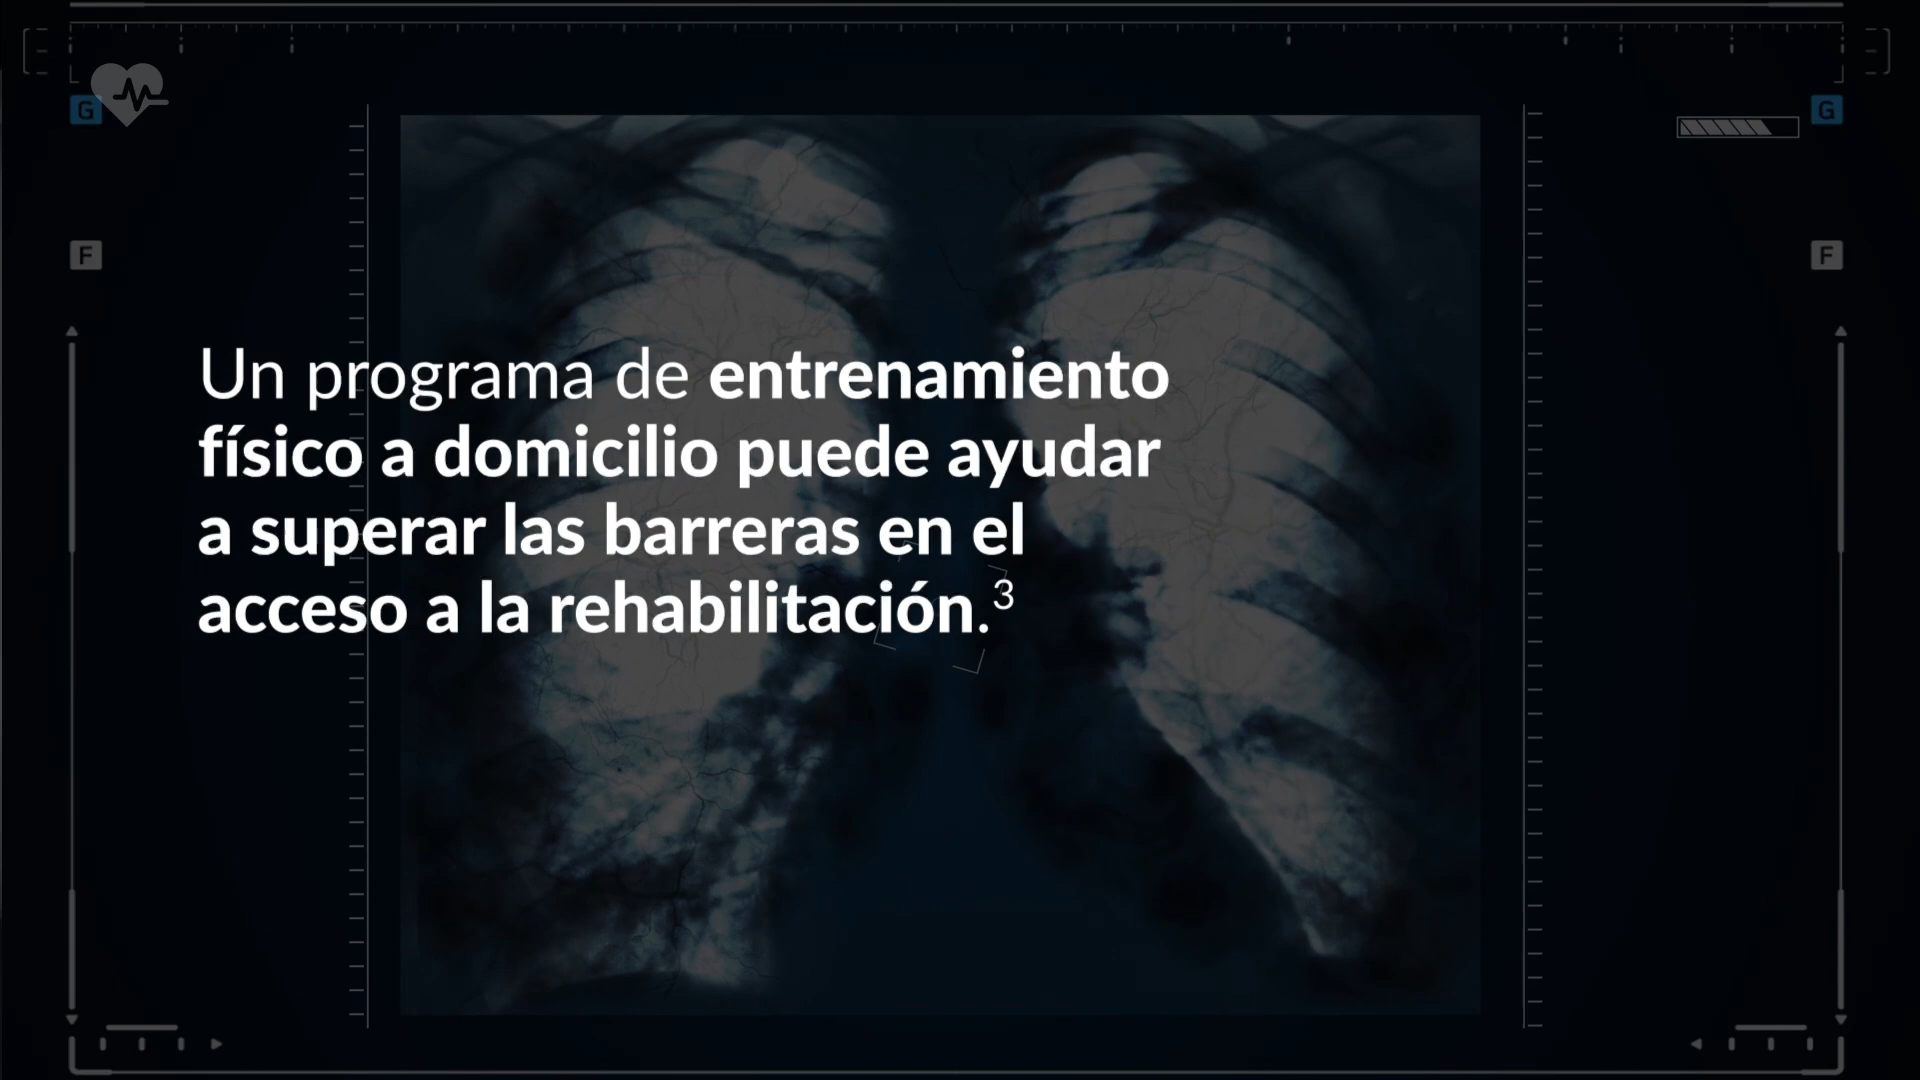 G
G
F
F
Un programa de entrenamiento
físico a domicilio puede ayudar
a superar las barreras en el
acceso a la rehabilitación.³